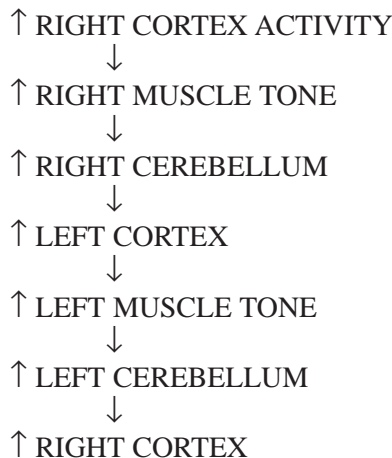 ↑ RIGHT CORTEX ACTIVITY
↓
↑ RIGHT MUSCLE TONE
↓
↑ RIGHT CEREBELLUM
↓
↑ LEFT CORTEX
↓
↑ LEFT MUSCLE TONE
↓
↑ LEFT CEREBELLUM
↓
↑ RIGHT CORTEX